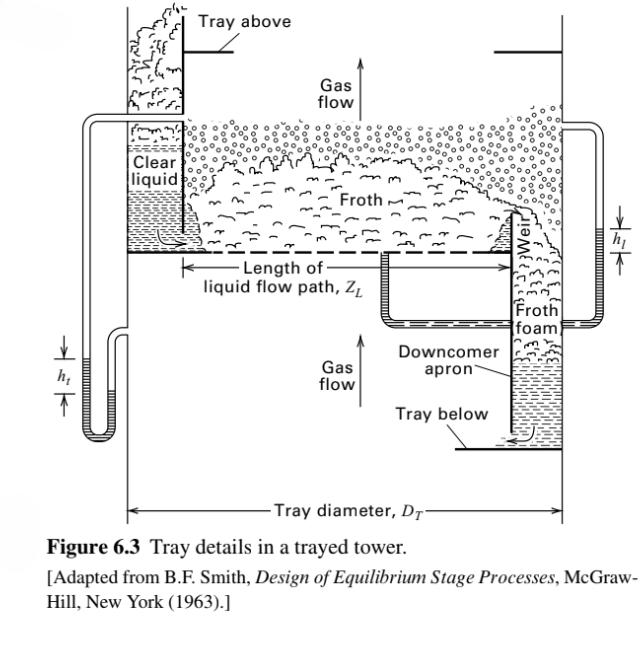 Tray above
Gas
flow
Clear
liquid
Froth
Weir
hₗ
Length of
liquid flow path, Z_L
Froth
foam
Gas
flow
Downcomer
apron
hₜ
Tray below
Tray diameter, D_T
Figure 6.3 Tray details in a trayed tower.
[Adapted from B.F. Smith, Design of Equilibrium Stage Processes, McGraw-
Hill, New York (1963).]